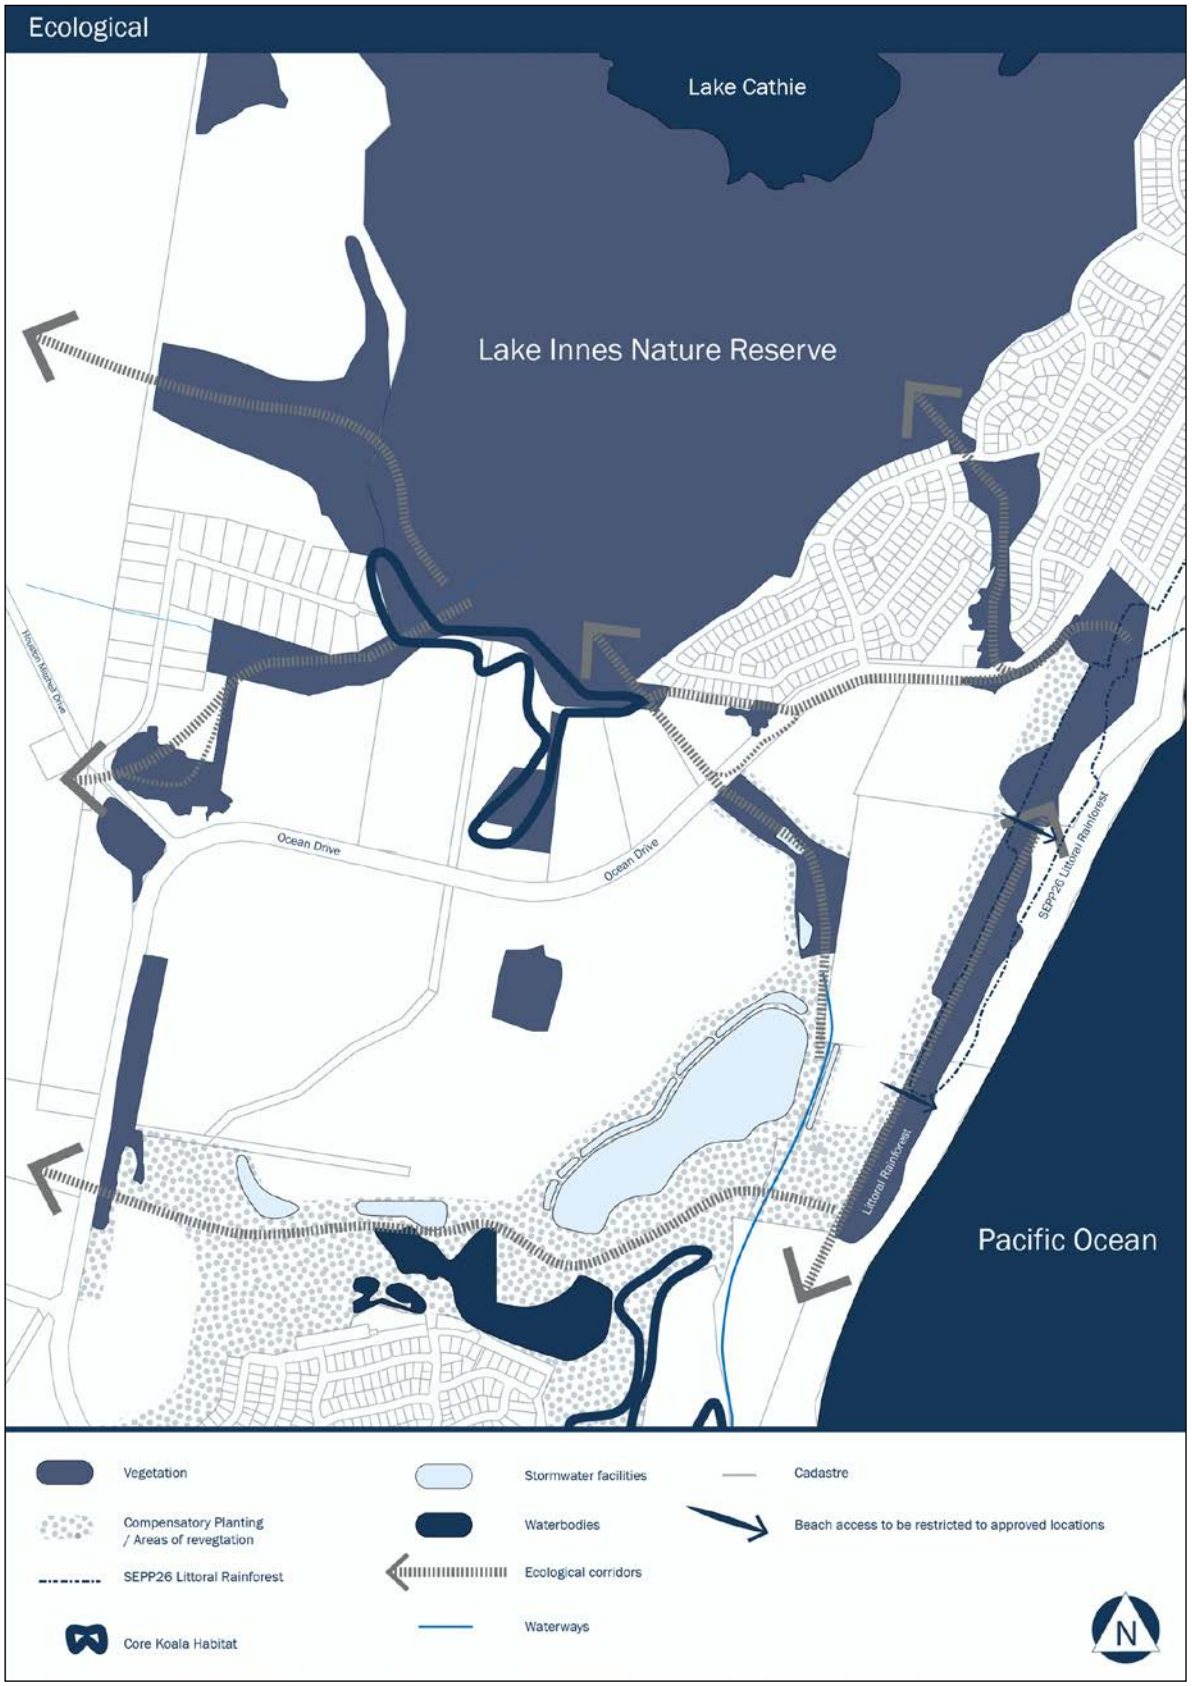 Ecological
Lake Cathie
Lake Innes Nature Reserve
Houston Mitchell Drive
Ocean Drive
Ocean Drive
SEPP26 Littoral Rainforest
Littoral Rainforest
Pacific Ocean
Vegetation
Compensatory Planting
/ Areas of revegtation
SEPP26 Littoral Rainforest
Core Koala Habitat
Stormwater facilities
Waterbodies
Ecological corridors
Waterways
Cadastre
Beach access to be restricted to approved locations
N